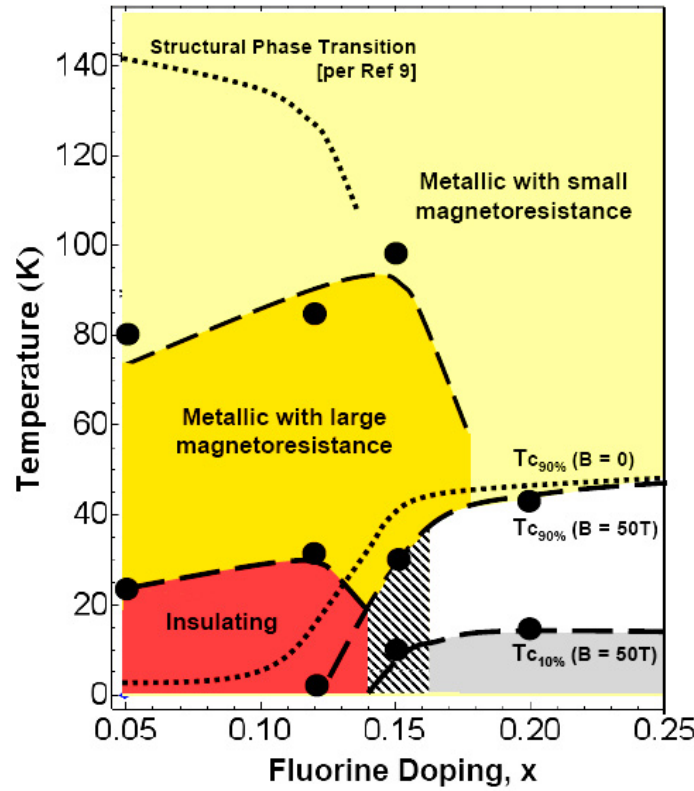 Structural Phase Transition
[per Ref 9]
Metallic with small
magnetoresistance
Metallic with large
magnetoresistance
Tc90% (B = 0)
Tc90% (B = 50T)
Insulating
Tc10% (B = 50T)
Temperature (K)
140
120
100
80
60
40
20
0
0.05 0.10 0.15 0.20 0.25
Fluorine Doping, x